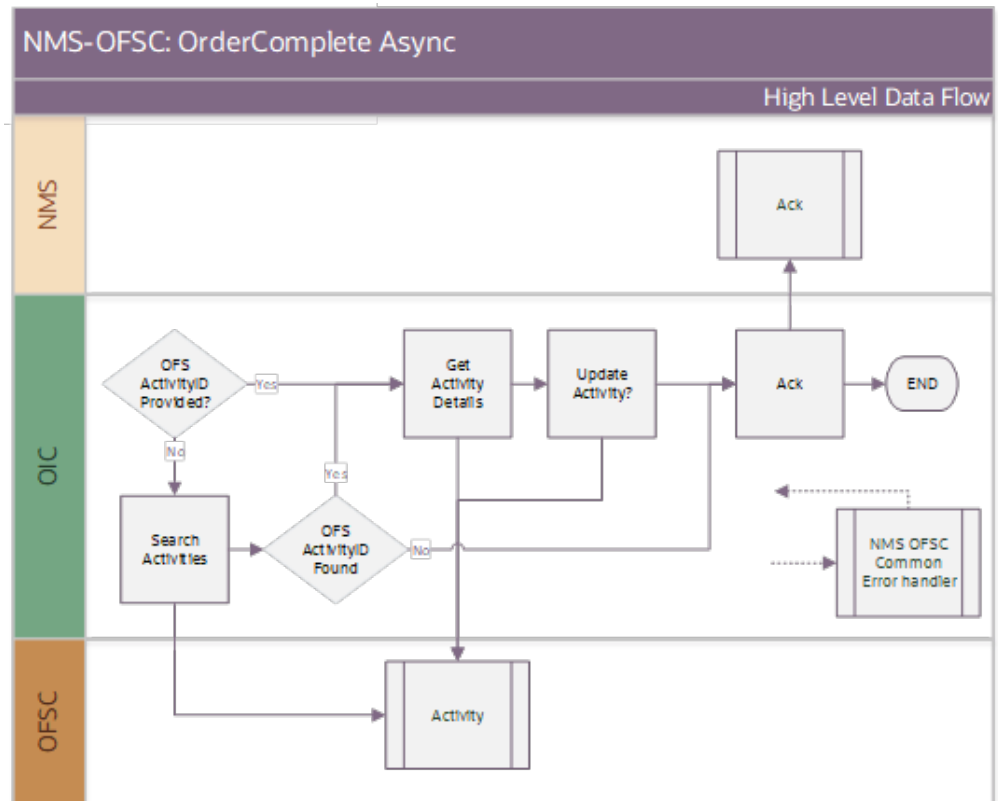 NMS-OFSC: OrderComplete Async
High Level Data Flow
NMS
Ack
OIC
OFS
ActivityID
Provided?
Yes
Get
Activity
Details
Update
Activity?
Ack
END
No
Yes
Search
Activities
OFS
ActivityID
Found
No
NMS OFSC
Common
Error handler
OFSC
Activity